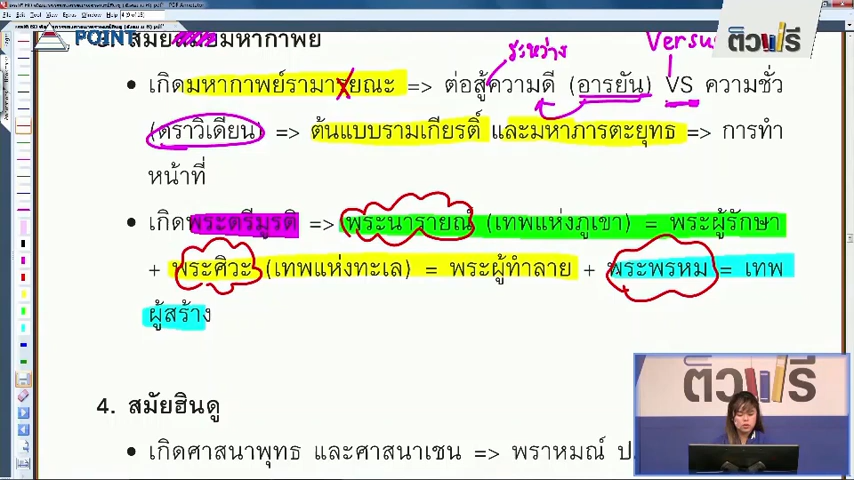 POINT
ติวฟรี
สมัยมหากาพย์
ระหว่าง
Versus
• เกิดมหากาพย์รามายณะ => ต่อสู้ความดี (อารยัน) VS ความชั่ว
(ดราวิเดียน) => ต้นแบบรามเกียรติ์ และมหาภารตะยุทธ => การทำ
หน้าที่
• เกิดพระตรีมูรติ => พระนารายณ์ (เทพแห่งภูเขา) = พระผู้รักษา
+ พระศิวะ (เทพแห่งทะเล) = พระผู้ทำลาย + พระพรหม = เทพ
ผู้สร้าง
4. สมัยฮินดู
• เกิดศาสนาพุทธ และศาสนาเชน => พราหมณ์ ป.
ติวฟรี